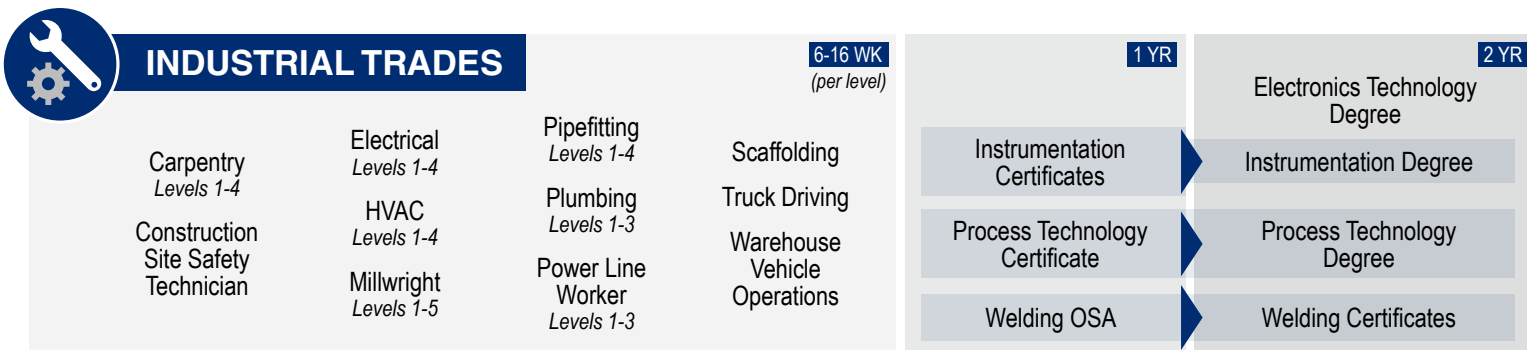 INDUSTRIAL TRADES
6-16 WK
(per level)
Carpentry
Levels 1-4
Construction
Site Safety
Technician
Electrical
Levels 1-4
HVAC
Levels 1-4
Millwright
Levels 1-5
Pipefitting
Levels 1-4
Plumbing
Levels 1-3
Power Line
Worker
Levels 1-3
Scaffolding
Truck Driving
Warehouse
Vehicle
Operations
1 YR
Instrumentation
Certificates
Process Technology
Certificate
Welding OSA
2 YR
Electronics Technology
Degree
Instrumentation Degree
Process Technology
Degree
Welding Certificates